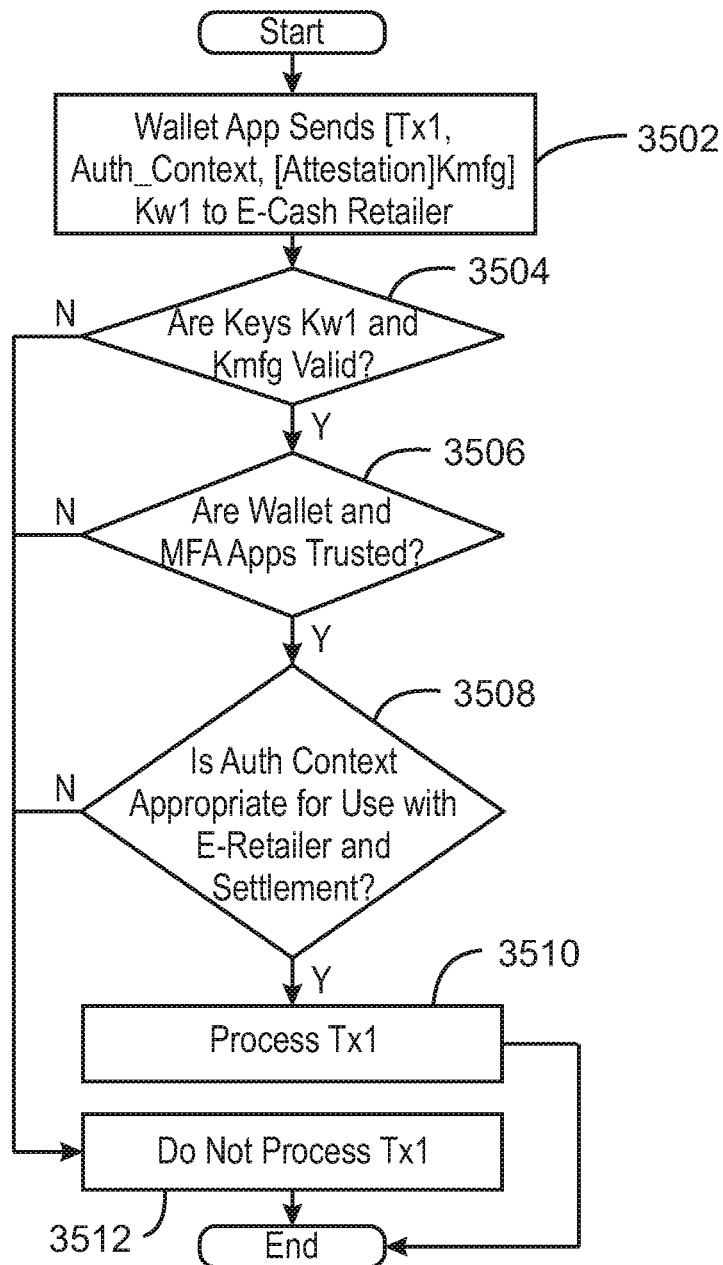 Start
Wallet App Sends [Tx1,
Auth_Context, [Attestation]Kmfg]
Kw1 to E-Cash Retailer
3502
3504
N
Are Keys Kw1 and
Kmfg Valid?
Y
3506
N
Are Wallet and
MFA Apps Trusted?
Y
3508
N
Is Auth Context
Appropriate for Use with
E-Retailer and
Settlement?
Y
3510
Process Tx1
Do Not Process Tx1
3512
End